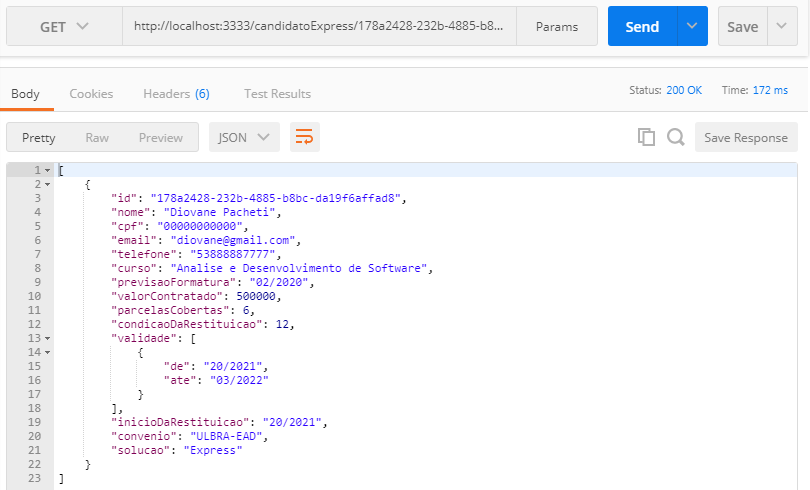 GET http://localhost:3333/candidatoExpress/178a2428-232b-4885-b8... Params Send Save
Body Cookies Headers (6) Test Results Status: 200 OK Time: 172 ms
Pretty Raw Preview JSON Save Response
1 [
2 {
3 "id": "178a2428-232b-4885-b8bc-da19f6affad8",
4 "nome": "Diovane Pacheti",
5 "cpf": "00000000000",
6 "email": "diovane@gmail.com",
7 "telefone": "53888887777",
8 "curso": "Analise e Desenvolvimento de Software",
9 "previsaoFormatura": "02/2020",
10 "valorContratado": 500000,
11 "parcelasCobertas": 6,
12 "condicaoDaRestituicao": 12,
13 "validade": [
14 {
15 "de": "20/2021",
16 "ate": "03/2022"
17 }
18 ],
19 "inicioDaRestituicao": "20/2021",
20 "convenio": "ULBRA-EAD",
21 "solucao": "Express"
22 }
23 ]